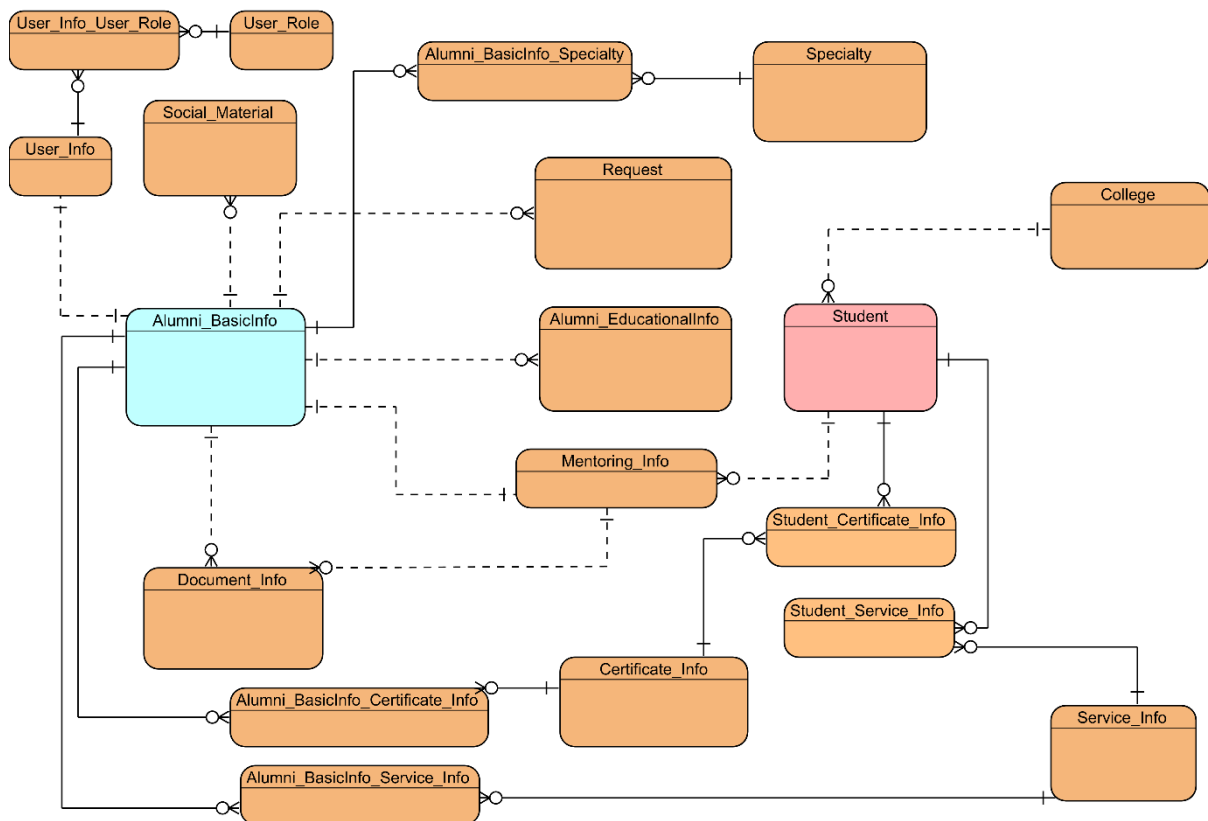 User_Info_User_Role
User_Role
Alumni_BasicInfo_Specialty
Specialty
Social_Material
User_Info
Request
College
Alumni_BasicInfo
Alumni_EducationalInfo
Student
Mentoring_Info
Student_Certificate_Info
Document_Info
Student_Service_Info
Certificate_Info
Alumni_BasicInfo_Certificate_Info
Service_Info
Alumni_BasicInfo_Service_Info